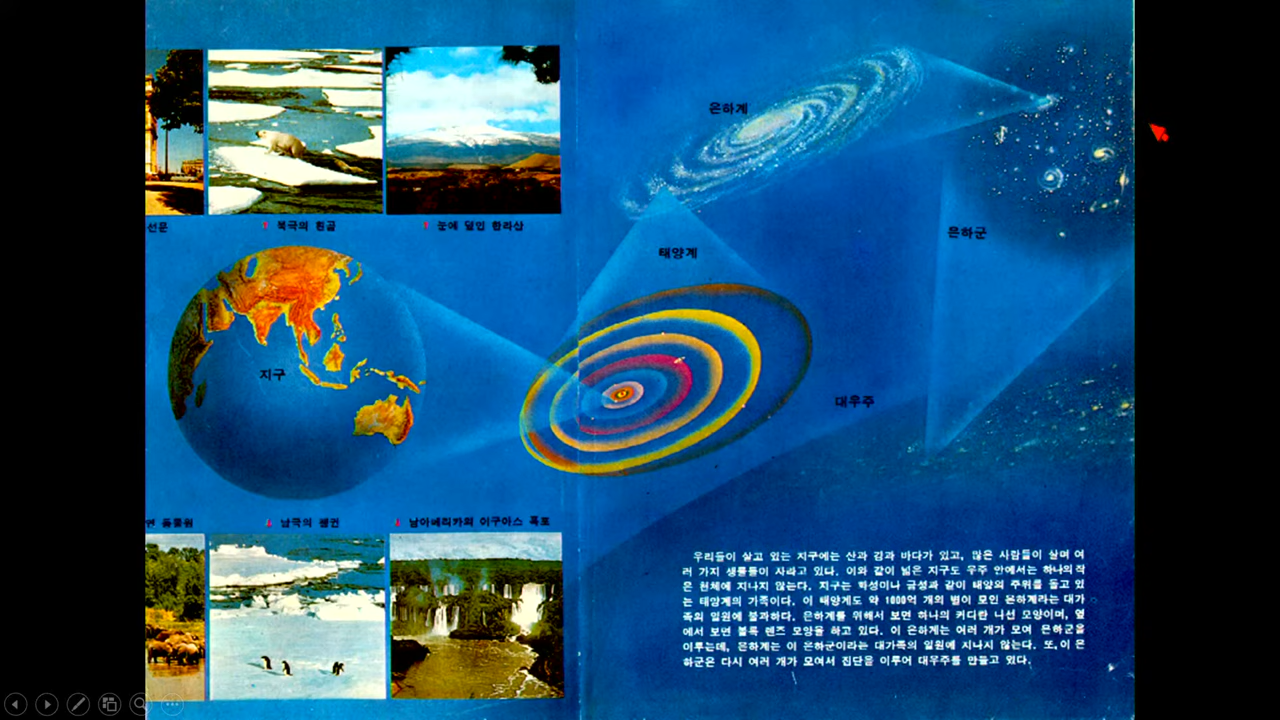 은하계
선문
북극의 흰곰
눈에 덮인 한라산
은하군
태양계
지구
대우주
남극의 펭귄
남아메리카의 이구아스 폭포
우리들이 살고 있는 지구에는 산과 강과 바다가 있고, 많은 사람들이 살며 여
러 가지 생물들이 자라고 있다. 이와 같이 넓은 지구도 우주 안에서는 하나의 작
은 천체에 지나지 않는다. 지구는 화성이나 금성과 같이 태양의 주위를 돌고 있
는 태양계의 가족이다. 이 태양계도 약 1000억 개의 별이 모인 은하계라는 대가
족의 일원에 불과하다. 은하계를 위해서 보면 하나의 커다란 나선 모양이며, 옆
에서 보면 볼록 렌즈 모양을 하고 있다. 이 은하계는 여러 개가 모여 은하군을
이루는데, 은하계는 이 은하군이라는 대가족의 일원에 지나지 않는다. 또, 이 은
하군은 다시 여러 개가 모여서 집단을 이루어 대우주를 만들고 있다.